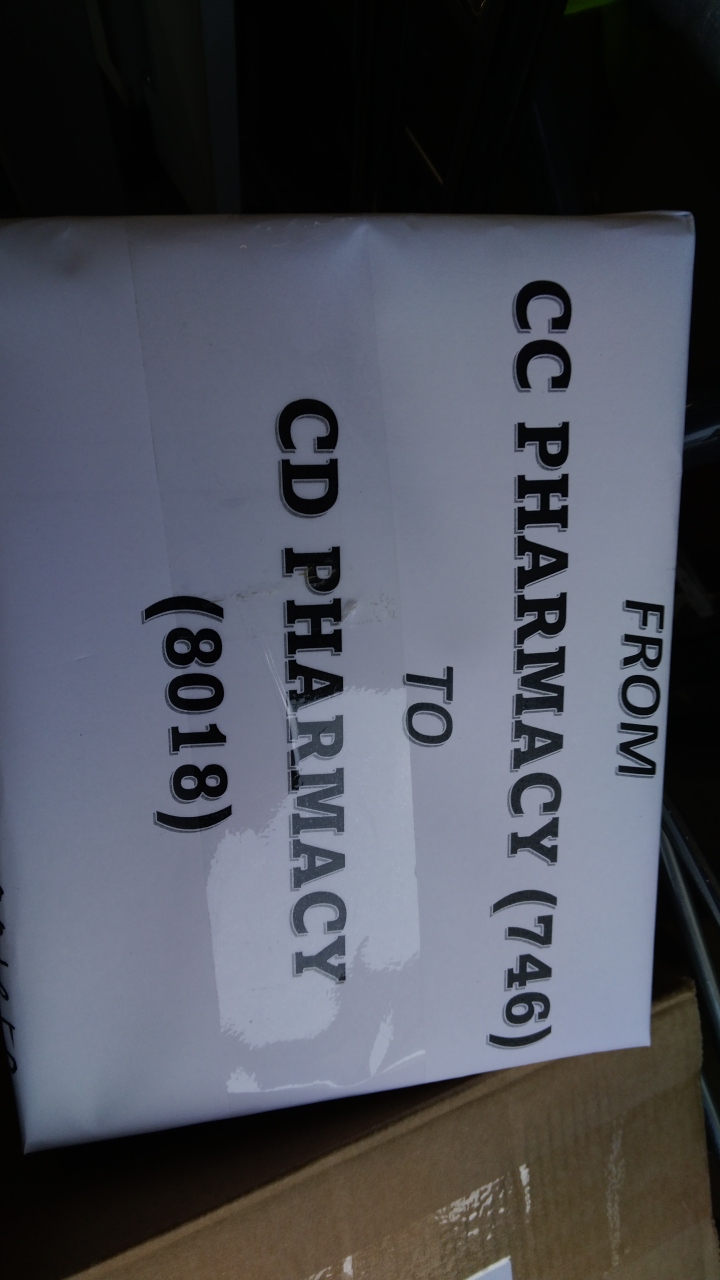 FROM
CC PHARMACY (746)
TO
CD PHARMACY
(8018)